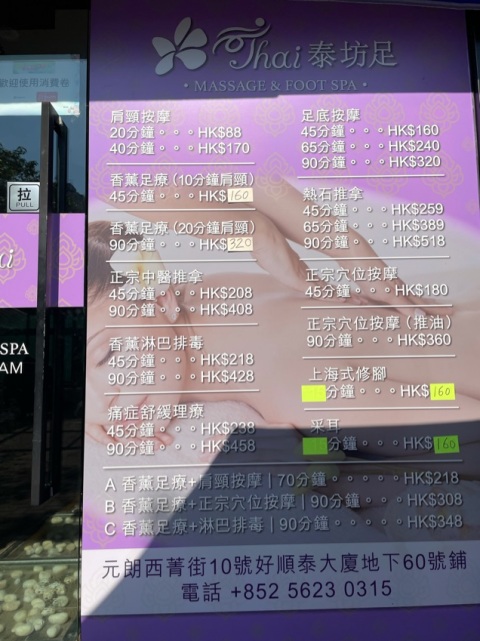 Thai 泰坊足
• MASSAGE & FOOT SPA •
歡迎使用消費券
拉
PULL
ai
SPA
AM
肩頸按摩
20分鐘。。。HK$88
40分鐘。。。HK$170
香薰足療(10分鐘肩頸)
45分鐘。。。HK$160
香薰足療(20分鐘肩頸)
90分鐘。。。HK$320
正宗中醫推拿
45分鐘。。。HK$208
90分鐘。。。HK$408
香薰淋巴排毒
45分鐘。。。HK$218
90分鐘。。。HK$428
痛症舒緩理療
45分鐘。。。HK$238
90分鐘。。。HK$458
足底按摩
45分鐘。。。HK$160
65分鐘。。。HK$240
90分鐘。。。HK$320
熱石推拿
45分鐘。。。HK$259
65分鐘。。。HK$389
90分鐘。。。HK$518
正宗穴位按摩
45分鐘。。。HK$180
正宗穴位按摩(推油)
90分鐘。。。HK$360
上海式修腳
分鐘。。。HK$160
采耳
分鐘。。。HK$160
A 香薰足療+肩頸按摩|70分鐘。。。。。HK$218
B 香薰足療+正宗穴位按摩|90分鐘。。。HK$308
C 香薰足療+淋巴排毒|90分鐘。。。。。HK$348
元朗西菁街10號好順泰大廈地下60號鋪
電話 +852 5623 0315